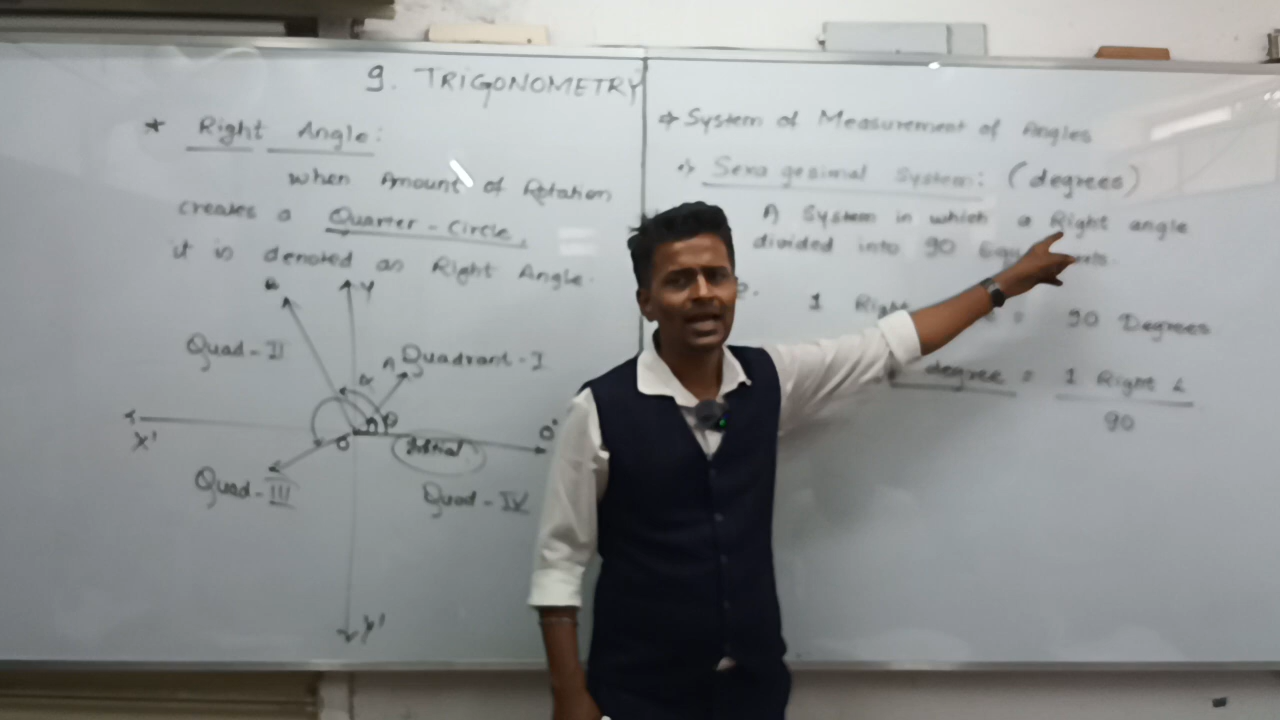 9. TRIGONOMETRY
* Right Angle:
when Amount of Rotation
creates a Quarter-Circle,
it is denoted as Right Angle.
B
Y
Quad-II
A
Quadrant-I
X'
O
Initial
Quad-III
Quad-IV
Y'
System of Measurement of Angles
Sexagesimal System: (degrees)
A System in which a Right angle
divided into 90
1 = 90 Degrees
degree = 1 Right ∠
90